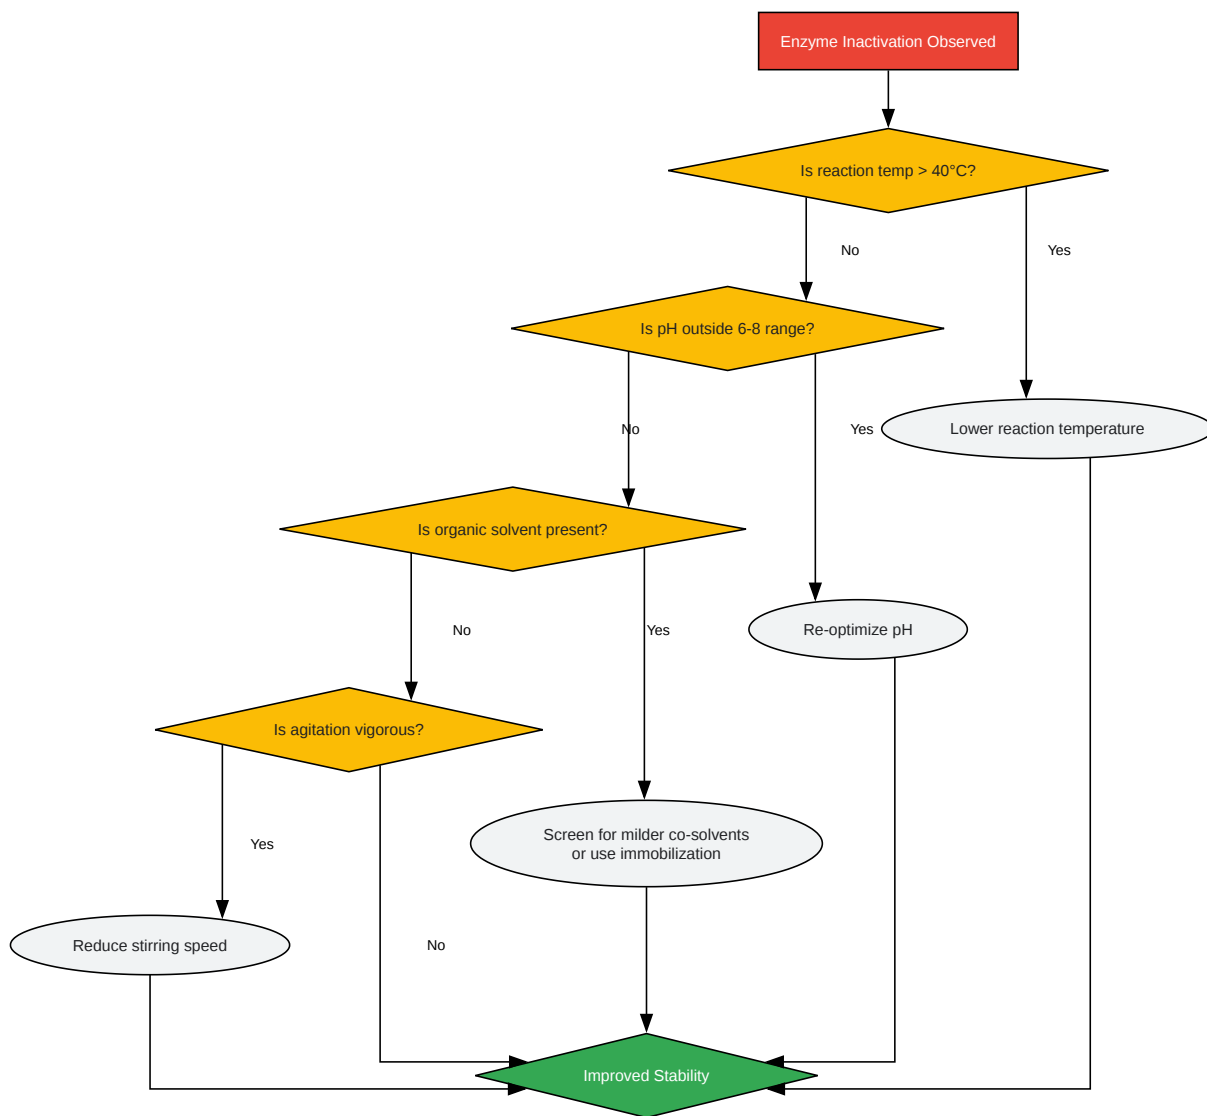 Enzyme Inactivation Observed
Is reaction temp > 40°C?
No
Yes
Is pH outside 6-8 range?
No
Yes
Lower reaction temperature
Is organic solvent present?
No
Yes
Re-optimize pH
Is agitation vigorous?
Yes
Screen for milder co-solvents
or use immobilization
Reduce stirring speed
No
Improved Stability